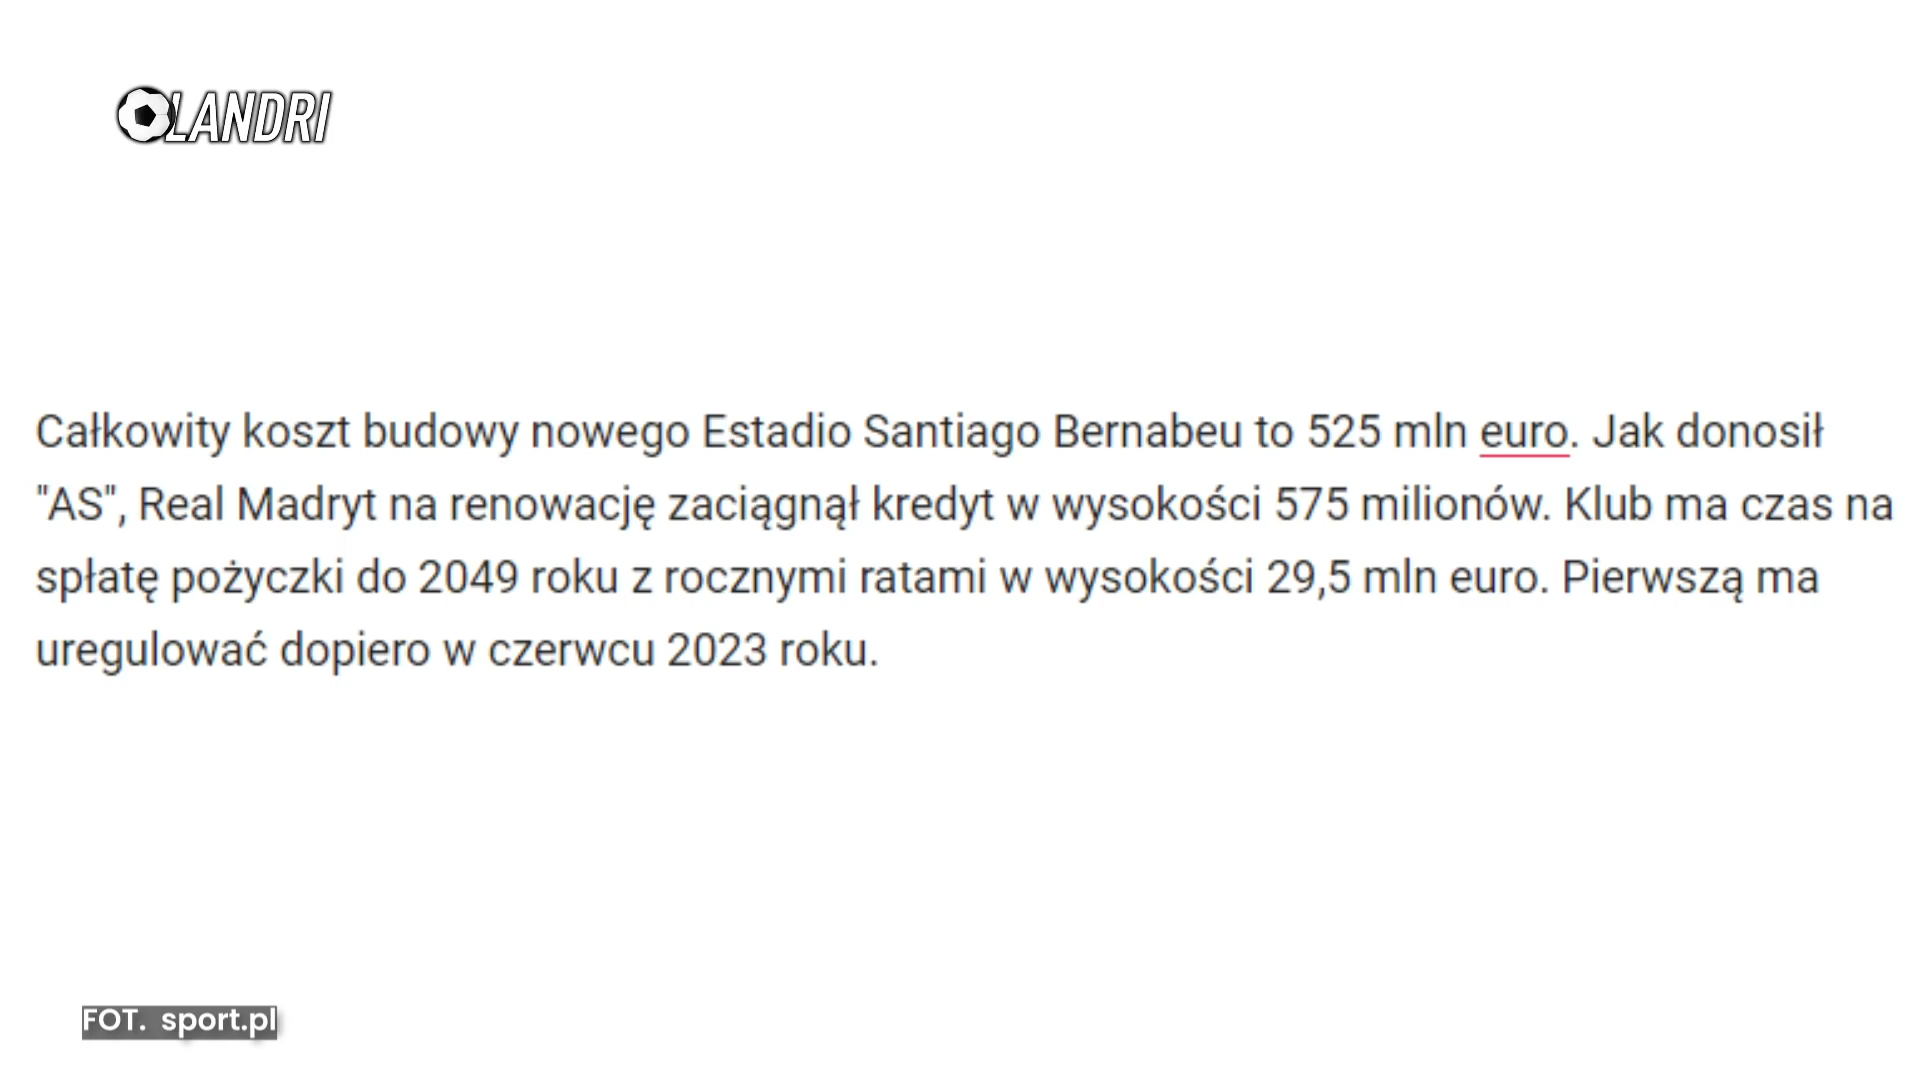 OLANDRI
Całkowity koszt budowy nowego Estadio Santiago Bernabeu to 525 mln euro. Jak donosił
"AS", Real Madryt na renowację zaciągnął kredyt w wysokości 575 milionów. Klub ma czas na
spłatę pożyczki do 2049 roku z rocznymi ratami w wysokości 29,5 mln euro. Pierwszą ma
uregulować dopiero w czerwcu 2023 roku.
FOT. sport.pl